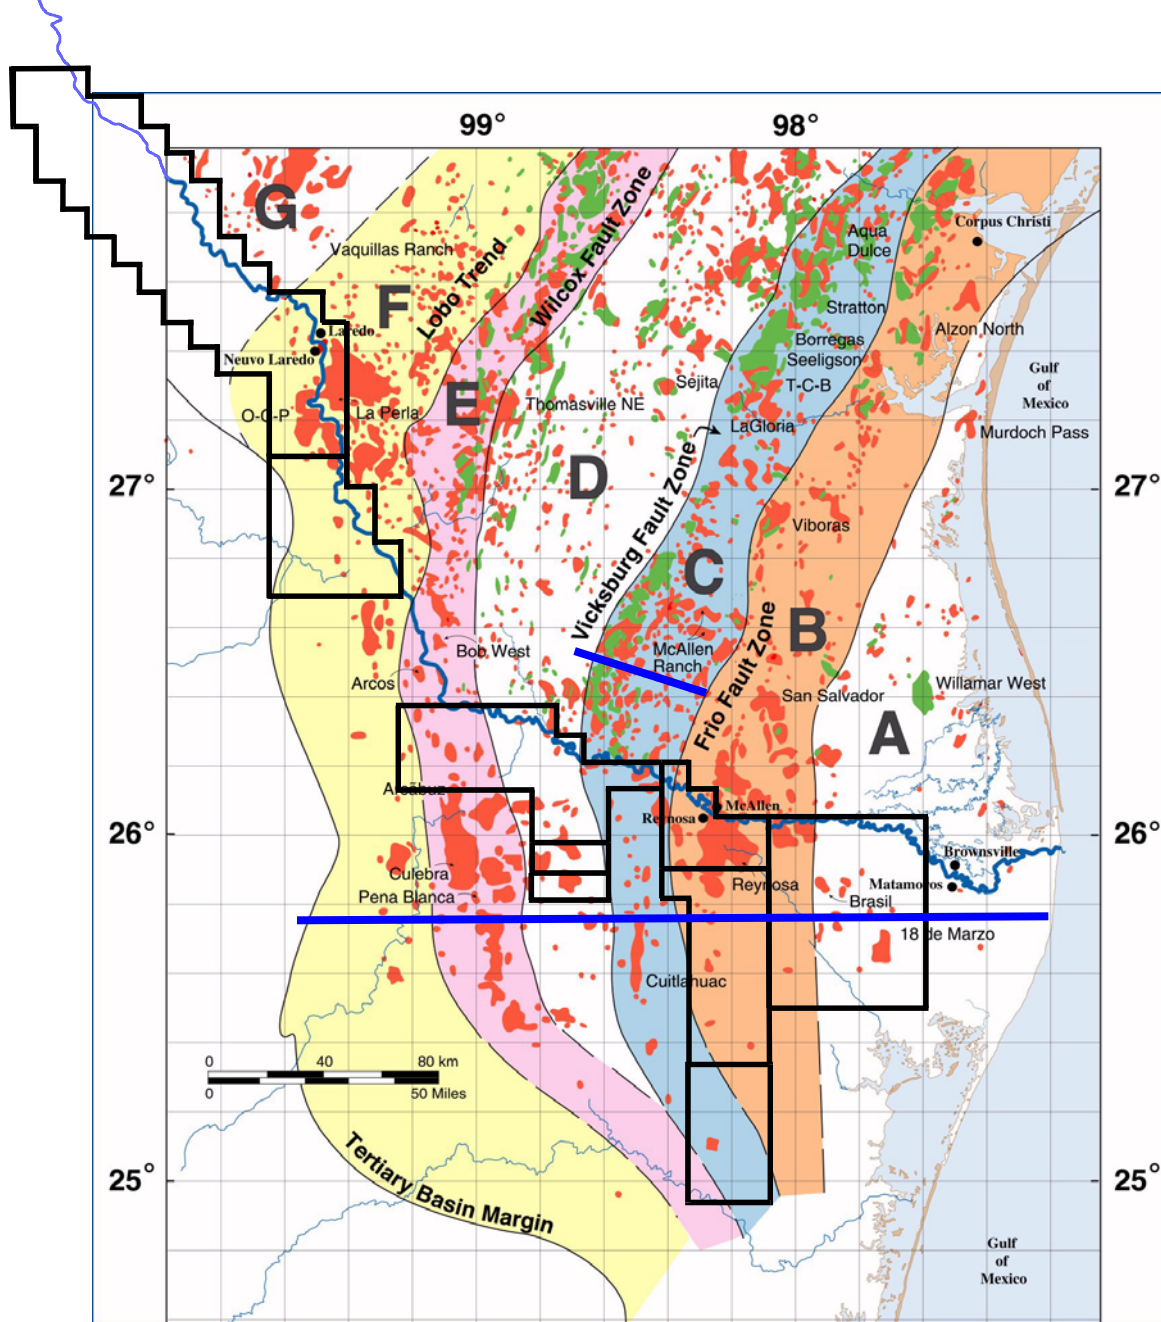 99°
98°
G
Corpus Christi
Aqua
Dulce
Vaquillas Ranch
Lobo Trend
Wilcox Fault Zone
F
Stratton
Laredo
Alzon North
Borregas
Seeligson
Neuvo Laredo
Gulf
of
Mexico
Sejita
T-C-B
E
Thomasville NE
O-C-P
La Perla
LaGloria
Murdoch Pass
D
27°
27°
Vicksburg Fault Zone
Viboras
C
B
Bob West
McAllen
Ranch
Arcos
Frio Fault Zone
San Salvador
Willamar West
A
Arcabuz
McAllen
Reynosa
26°
26°
Brownsville
Culebra
Reynosa
Matamoros
Pena Blanca
Brasil
18 de Marzo
Cuitlahuac
0 40 80 km
0 50 Miles
25°
25°
Tertiary Basin Margin
Gulf
of
Mexico